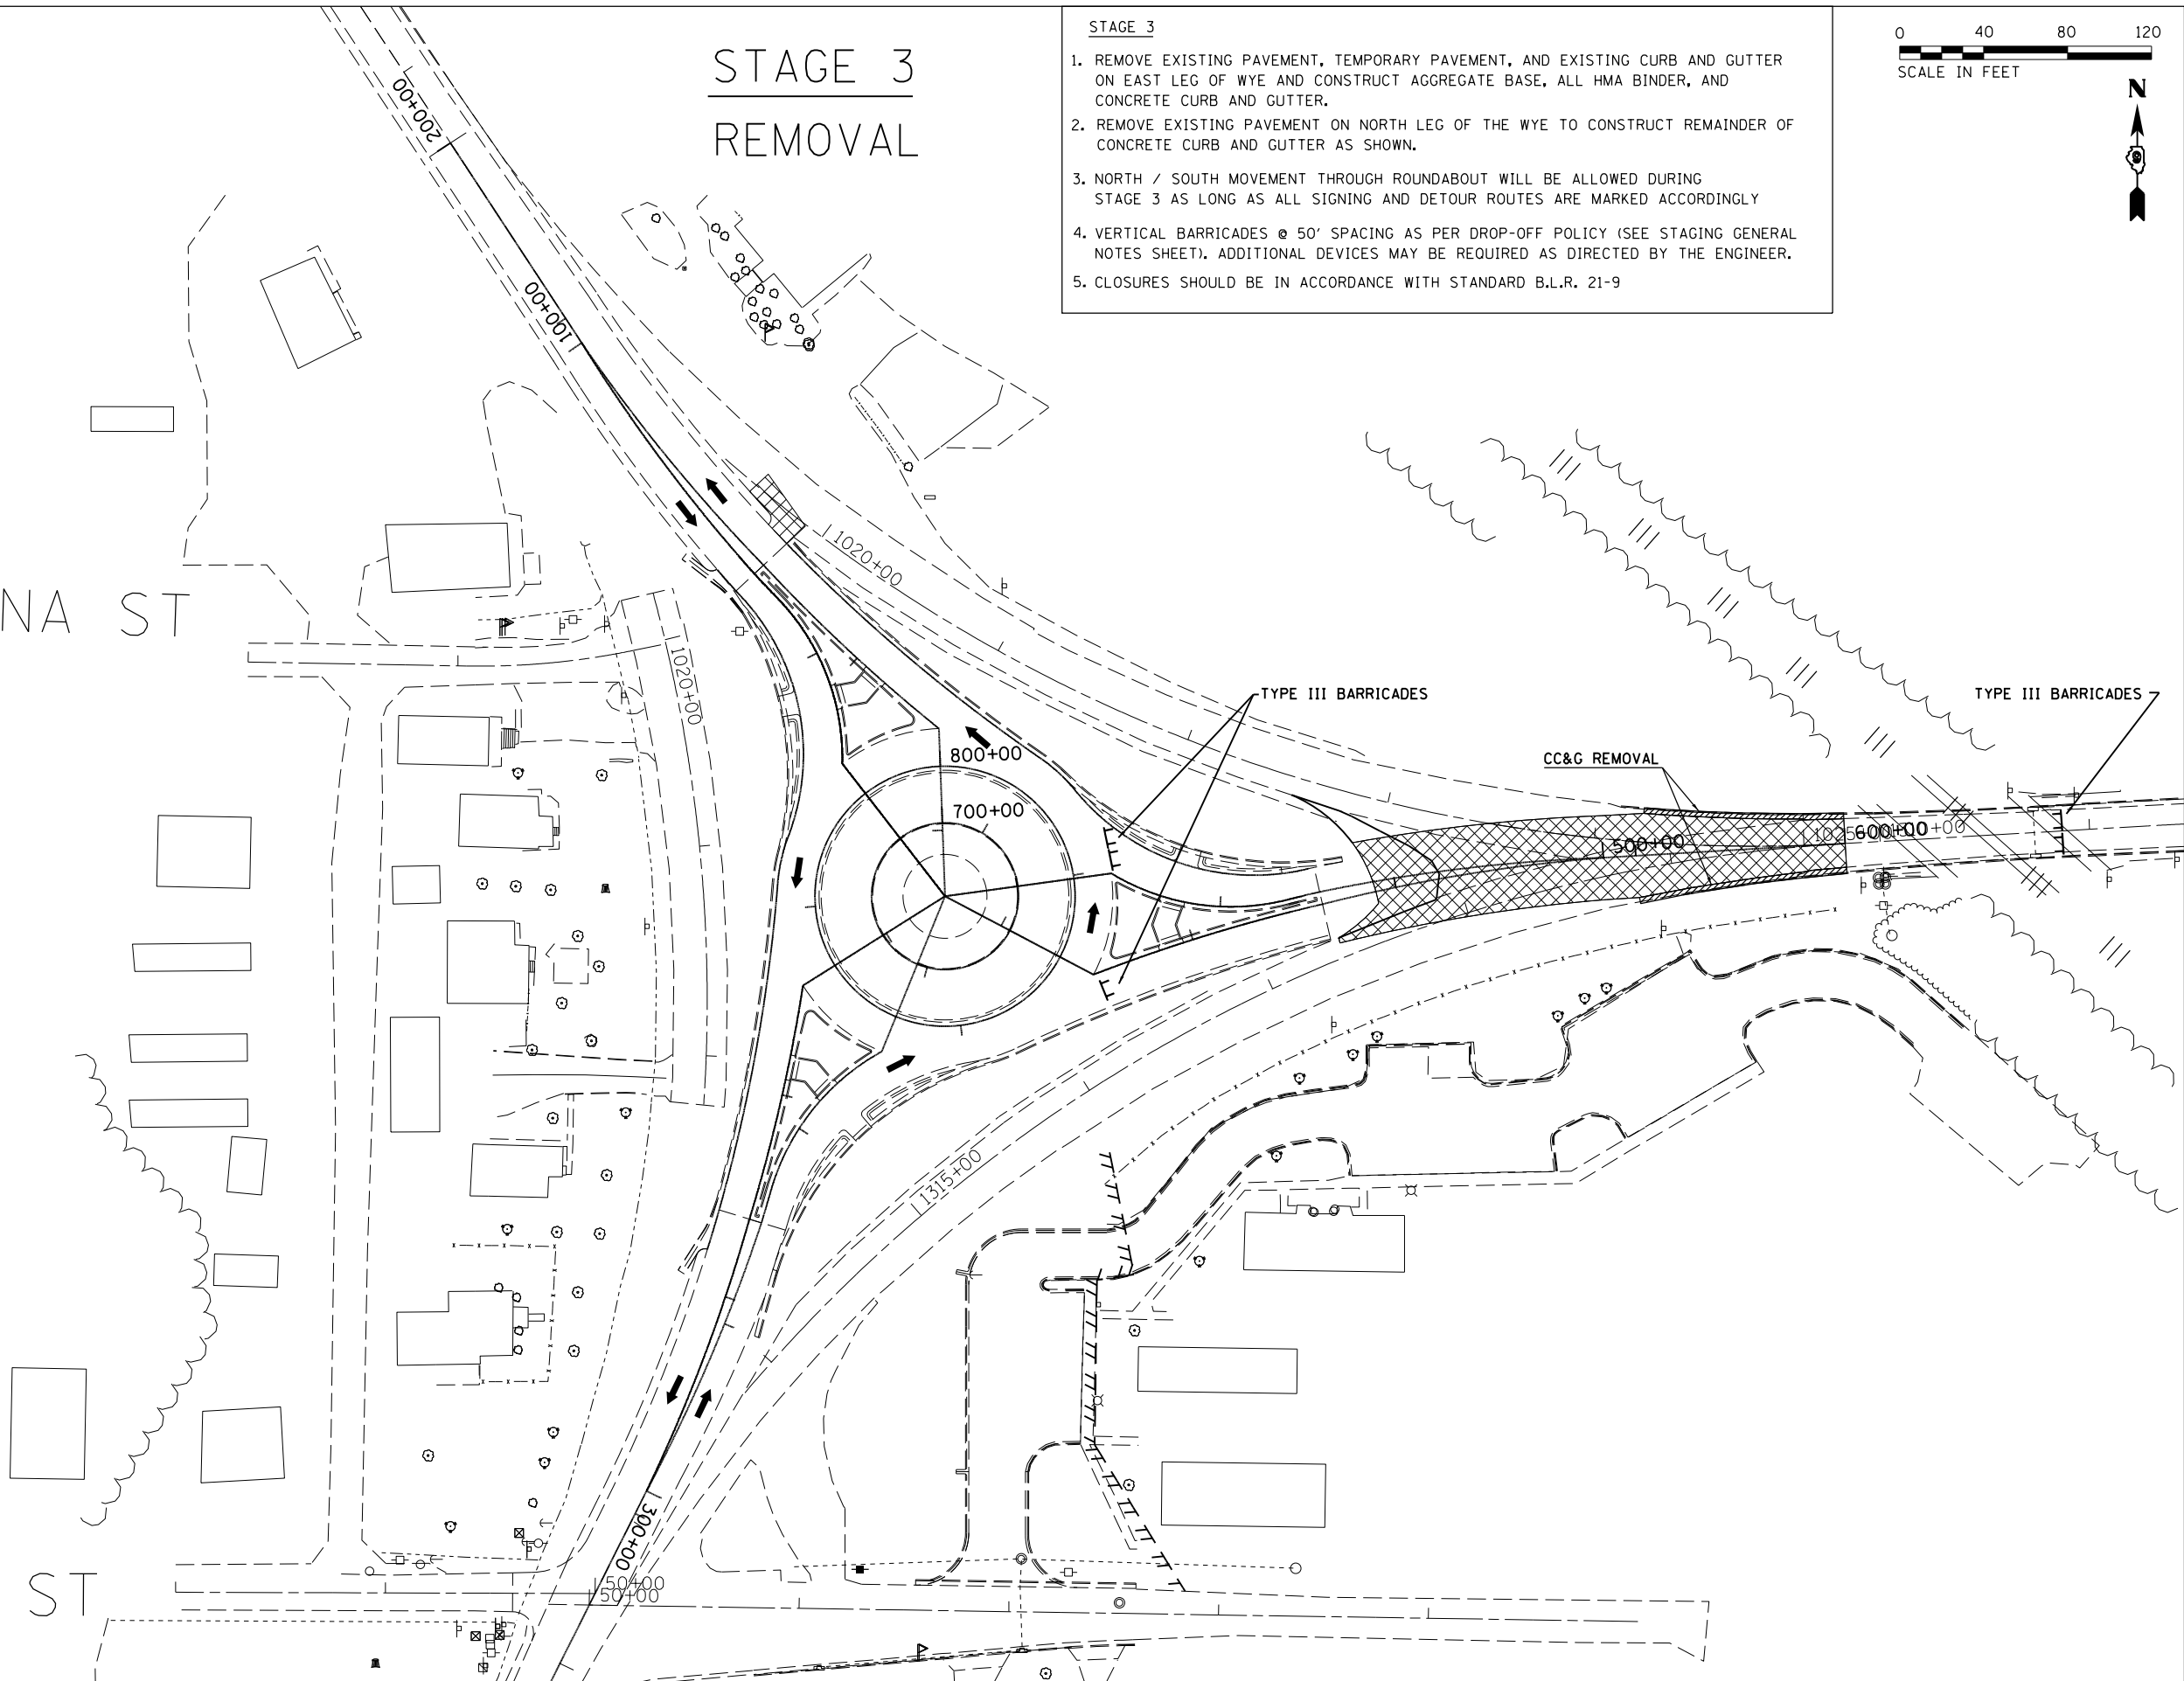 STAGE 3
REMOVAL
STAGE 3
1. REMOVE EXISTING PAVEMENT, TEMPORARY PAVEMENT, AND EXISTING CURB AND GUTTER
ON EAST LEG OF WYE AND CONSTRUCT AGGREGATE BASE, ALL HMA BINDER, AND
CONCRETE CURB AND GUTTER.
2. REMOVE EXISTING PAVEMENT ON NORTH LEG OF THE WYE TO CONSTRUCT REMAINDER OF
CONCRETE CURB AND GUTTER AS SHOWN.
3. NORTH / SOUTH MOVEMENT THROUGH ROUNDABOUT WILL BE ALLOWED DURING
STAGE 3 AS LONG AS ALL SIGNING AND DETOUR ROUTES ARE MARKED ACCORDINGLY
4. VERTICAL BARRICADES @ 50' SPACING AS PER DROP-OFF POLICY (SEE STAGING GENERAL
NOTES SHEET). ADDITIONAL DEVICES MAY BE REQUIRED AS DIRECTED BY THE ENGINEER.
5. CLOSURES SHOULD BE IN ACCORDANCE WITH STANDARD B.L.R. 21-9
0 40 80 120
SCALE IN FEET
N
200+00
100+00
1020+00
NA ST
1020+00
TYPE III BARRICADES
TYPE III BARRICADES
800+00
CC&G REMOVAL
700+00
500+00
600+00
1315+00
300+00
50+00
50+00
ST